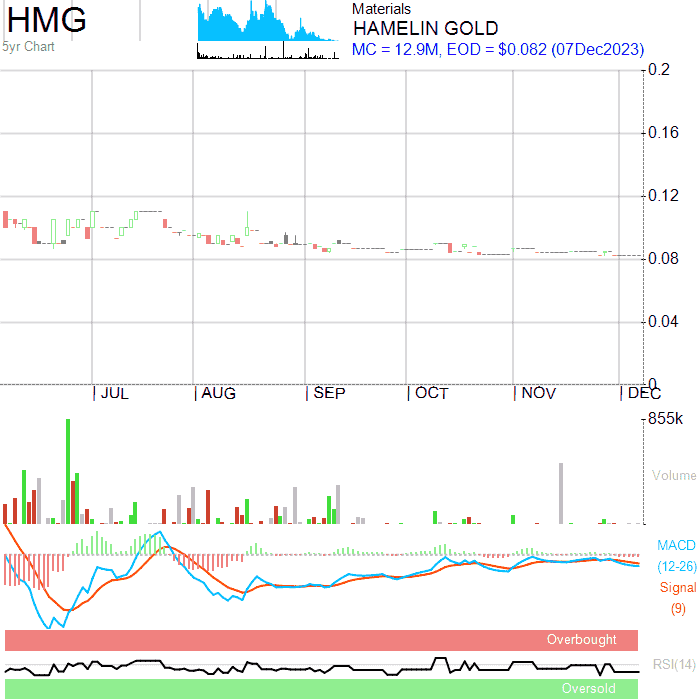 HMG
5yr Chart
Materials
HAMELIN GOLD
MC = 12.9M, EOD = $0.082 (07Dec2023)
0.2
0.16
0.12
0.08
0.04
0
JUL AUG SEP OCT NOV DEC
855k
Volume
MACD
(12-26)
Signal
(9)
Overbought
RSI(14)
Oversold